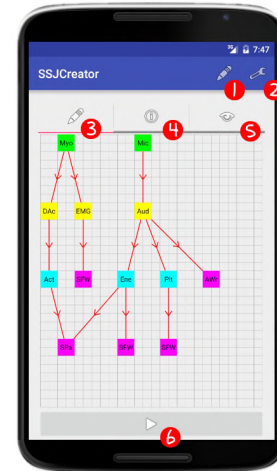 7:47
SSJCreator
1 2
3 4 5
Myo Mic
DAc EMG Aud
Act SFW Ene Pit AWr
SPa SFW SFW
6